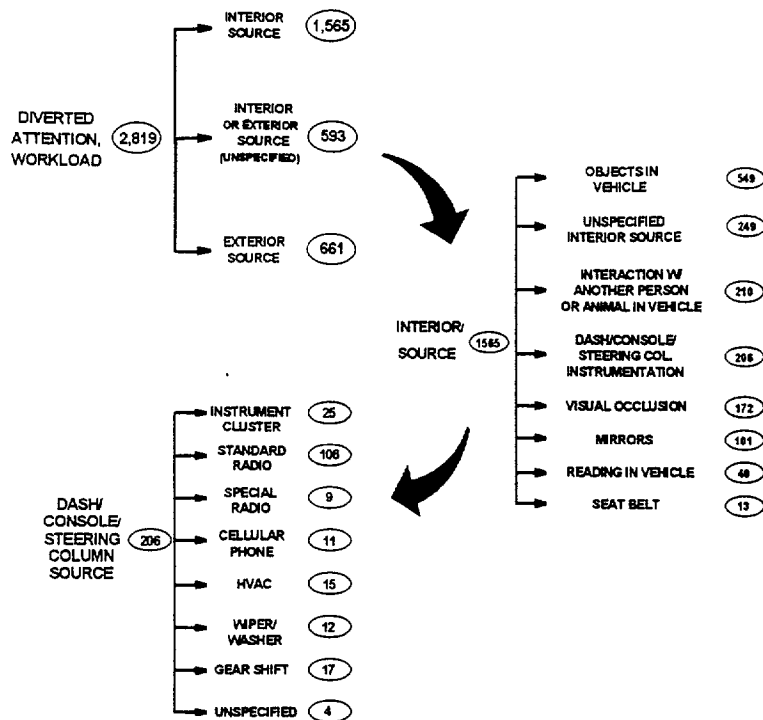 DIVERTED
ATTENTION,
WORKLOAD
2,819
INTERIOR
SOURCE
1,565
INTERIOR
OR EXTERIOR
SOURCE
(UNSPECIFIED)
593
EXTERIOR
SOURCE
661
INTERIOR/
SOURCE
1565
OBJECTS IN
VEHICLE
549
UNSPECIFIED
INTERIOR SOURCE
249
INTERACTION W/
ANOTHER PERSON
OR ANIMAL IN VEHICLE
210
DASH/CONSOLE/
STEERING COL.
INSTRUMENTATION
206
VISUAL OCCLUSION
172
MIRRORS
101
READING IN VEHICLE
SEAT BELT
13
DASH/
CONSOLE/
STEERING
COLUMN
SOURCE
206
INSTRUMENT
CLUSTER
25
STANDARD
RADIO
106
SPECIAL
RADIO
9
CELLULAR
PHONE
11
HVAC
15
WIPER/
WASHER
12
GEAR SHIFT
17
UNSPECIFIED
4